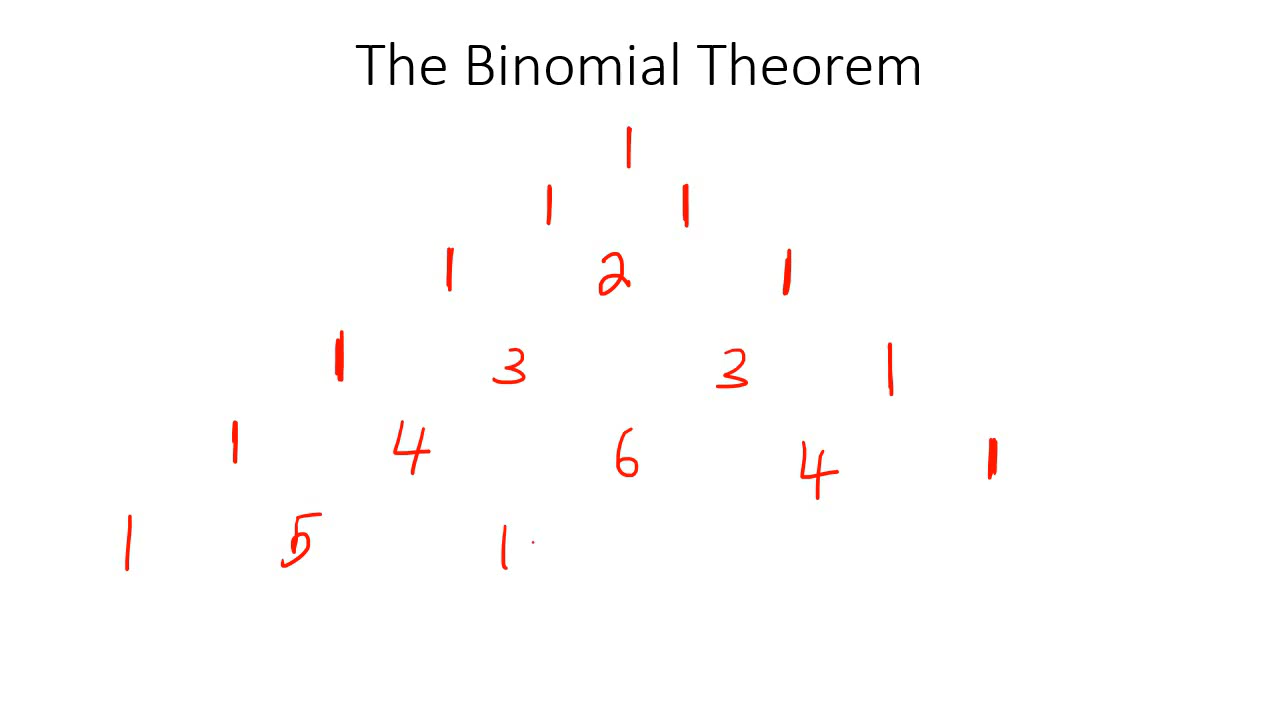 The Binomial Theorem
1
1 1
1 2 1
1 3 3 1
1 4 6 4 1
1 5 1